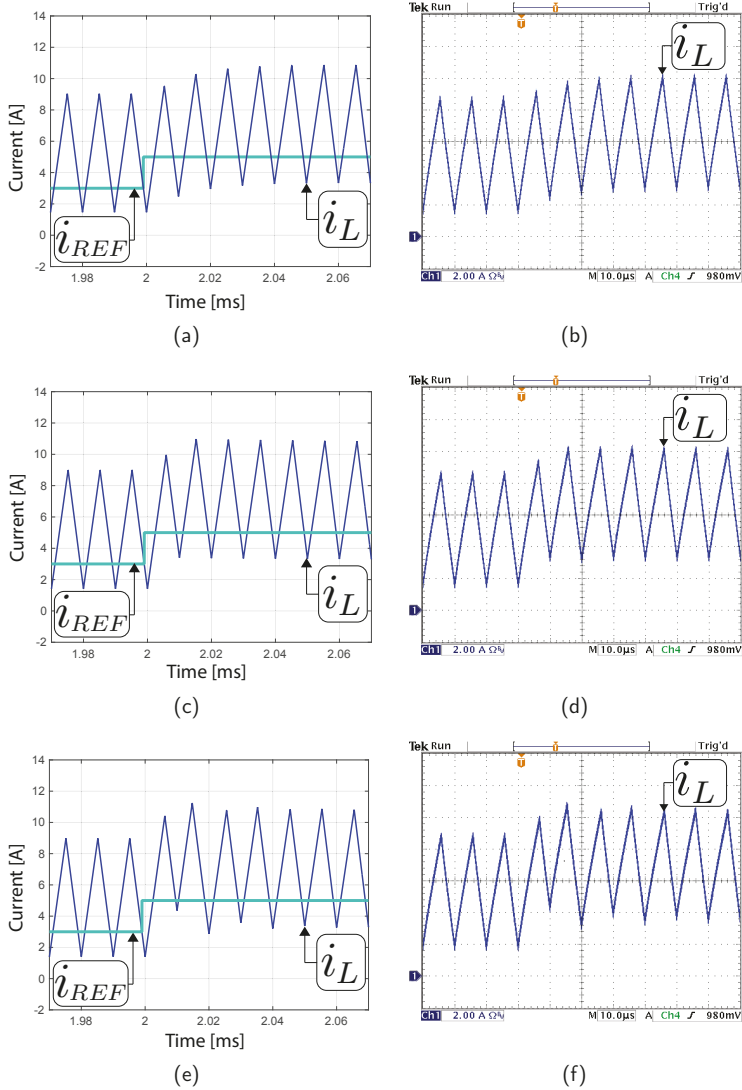 14
12
10
8
6
4
2
0
-2
Current [A]
i_REF
i_L
1.98 2 2.02 2.04 2.06
Time [ms]
(a)
Tek Run Trig'd
T
T
i_L
1
Ch1 2.00 A Ω M 10.0µs A Ch4 980mV
(b)
14
12
10
8
6
4
2
0
-2
Current [A]
i_REF
i_L
1.98 2 2.02 2.04 2.06
Time [ms]
(c)
Tek Run Trig'd
T
T
i_L
1
Ch1 2.00 A Ω M 10.0µs A Ch4 980mV
(d)
14
12
10
8
6
4
2
0
-2
Current [A]
i_REF
i_L
1.98 2 2.02 2.04 2.06
Time [ms]
(e)
Tek Run Trig'd
T
T
i_L
1
Ch1 2.00 A Ω M 10.0µs A Ch4 980mV
(f)